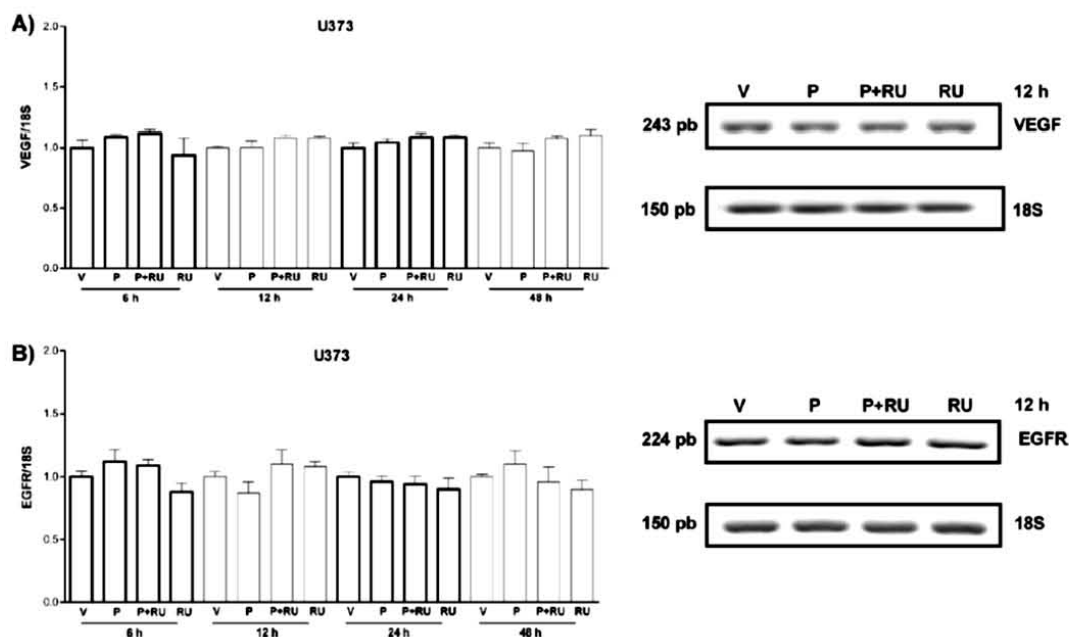 A)
U373
2.0
1.5
1.0
0.5
0.0
VEGF/18S
V P P+RU RU V P P+RU RU V P P+RU RU V P P+RU RU
6 h 12 h 24 h 48 h
V P P+RU RU 12 h
243 pb VEGF
150 pb 18S
B)
U373
2.0
1.5
1.0
0.5
0.0
EGFR/18S
V P P+RU RU V P P+RU RU V P P+RU RU V P P+RU RU
6 h 12 h 24 h 48 h
V P P+RU RU 12 h
224 pb EGFR
150 pb 18S